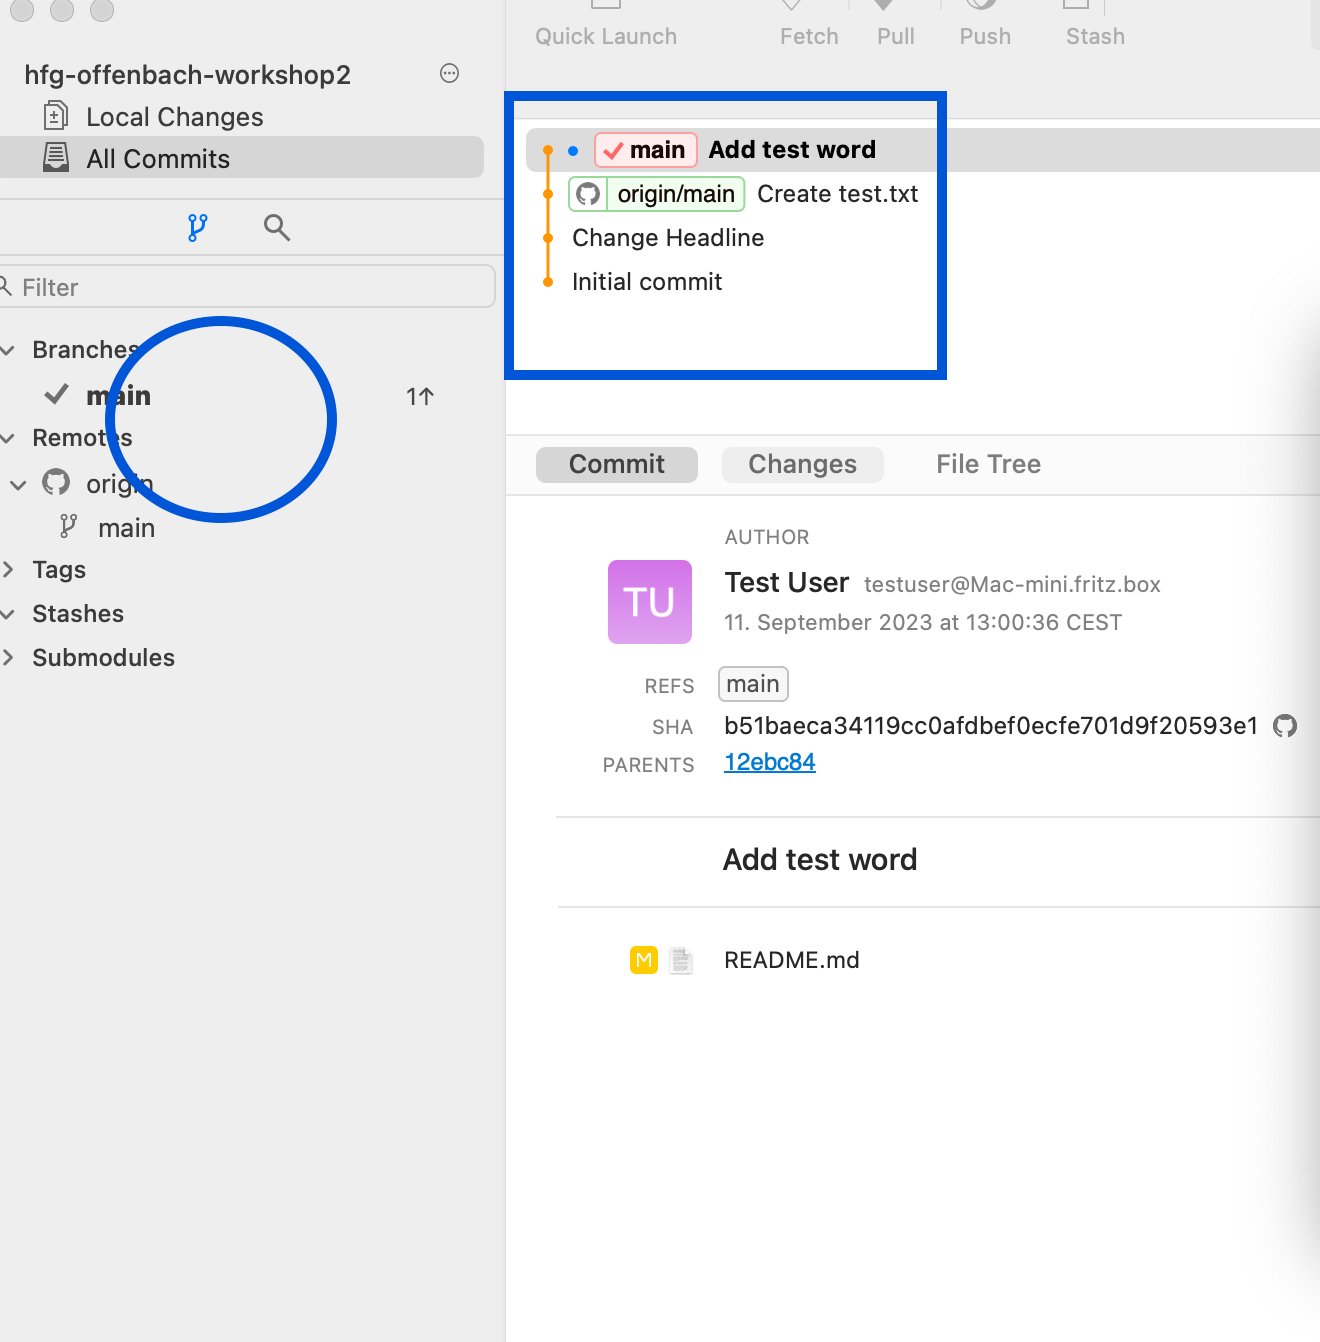 Quick Launch Fetch Pull Push Stash
hfg-offenbach-workshop2
Local Changes
All Commits
Filter
Branches
main 1↑
Remotes
origin
main
Tags
Stashes
Submodules
main Add test word
origin/main Create test.txt
Change Headline
Initial commit
Commit Changes File Tree
AUTHOR
TU
Test User testuser@Mac-mini.fritz.box
11. September 2023 at 13:00:36 CEST
REFS main
SHA b51baeca34119cc0afdbef0ecfe701d9f20593e1
PARENTS 12ebc84
Add test word
M README.md